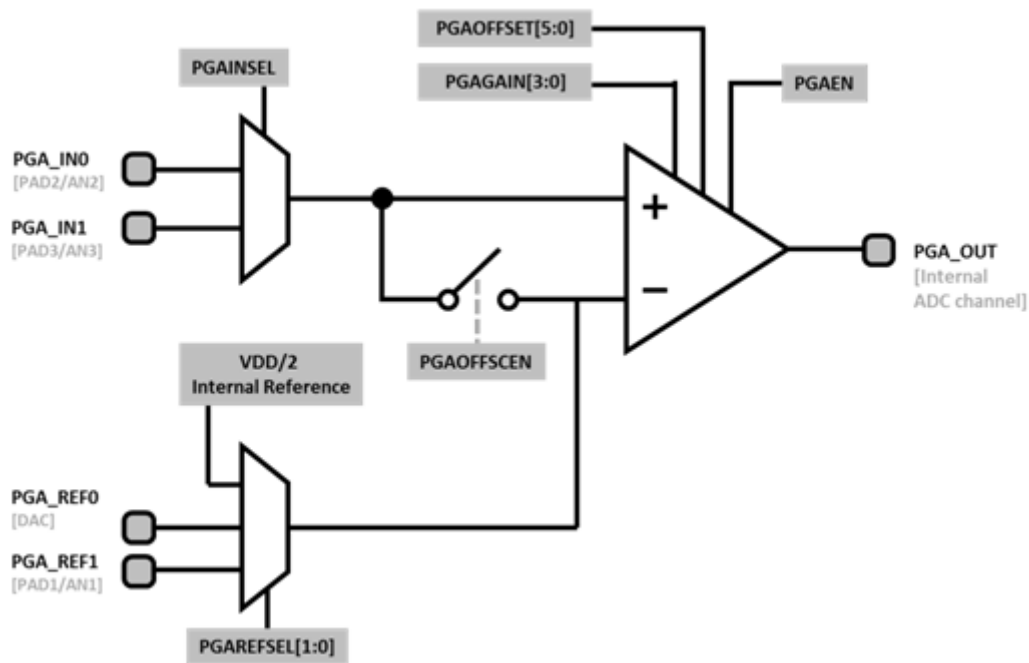 PGAOFFSET[5:0]
PGAINSEL
PGAGAIN[3:0]
PGAEN
PGA_IN0
[PAD2/AN2]
PGA_IN1
[PAD3/AN3]
+
−
PGA_OUT
[Internal
ADC channel]
PGAOFFSCEN
VDD/2
Internal Reference
PGA_REF0
[DAC]
PGA_REF1
[PAD1/AN1]
PGAREFSEL[1:0]